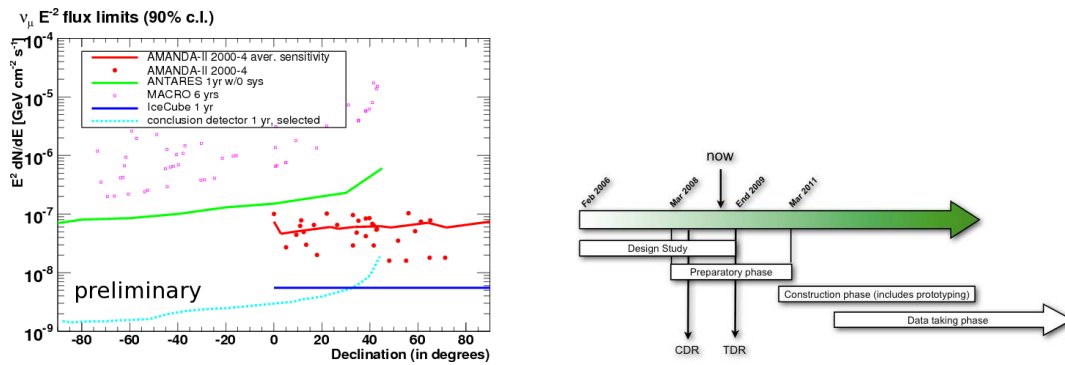 νμ E-2 flux limits (90% c.l.)
E2 dN/dE [GeV cm-2 s-1]
10-4
10-5
10-6
10-7
10-8
10-9
AMANDA-II 2000-4 aver. sensitivity
AMANDA-II 2000-4
ANTARES 1yr w/0 sys
MACRO 6 yrs
IceCube 1 yr
conclusion detector 1 yr, selected
preliminary
-80 -60 -40 -20 0 20 40 60 80
Declination (in degrees)
now
Feb 2006
Mar 2008
End 2009
Mar 2011
Design Study
Preparatory phase
Construction phase (includes prototyping)
Data taking phase
CDR
TDR